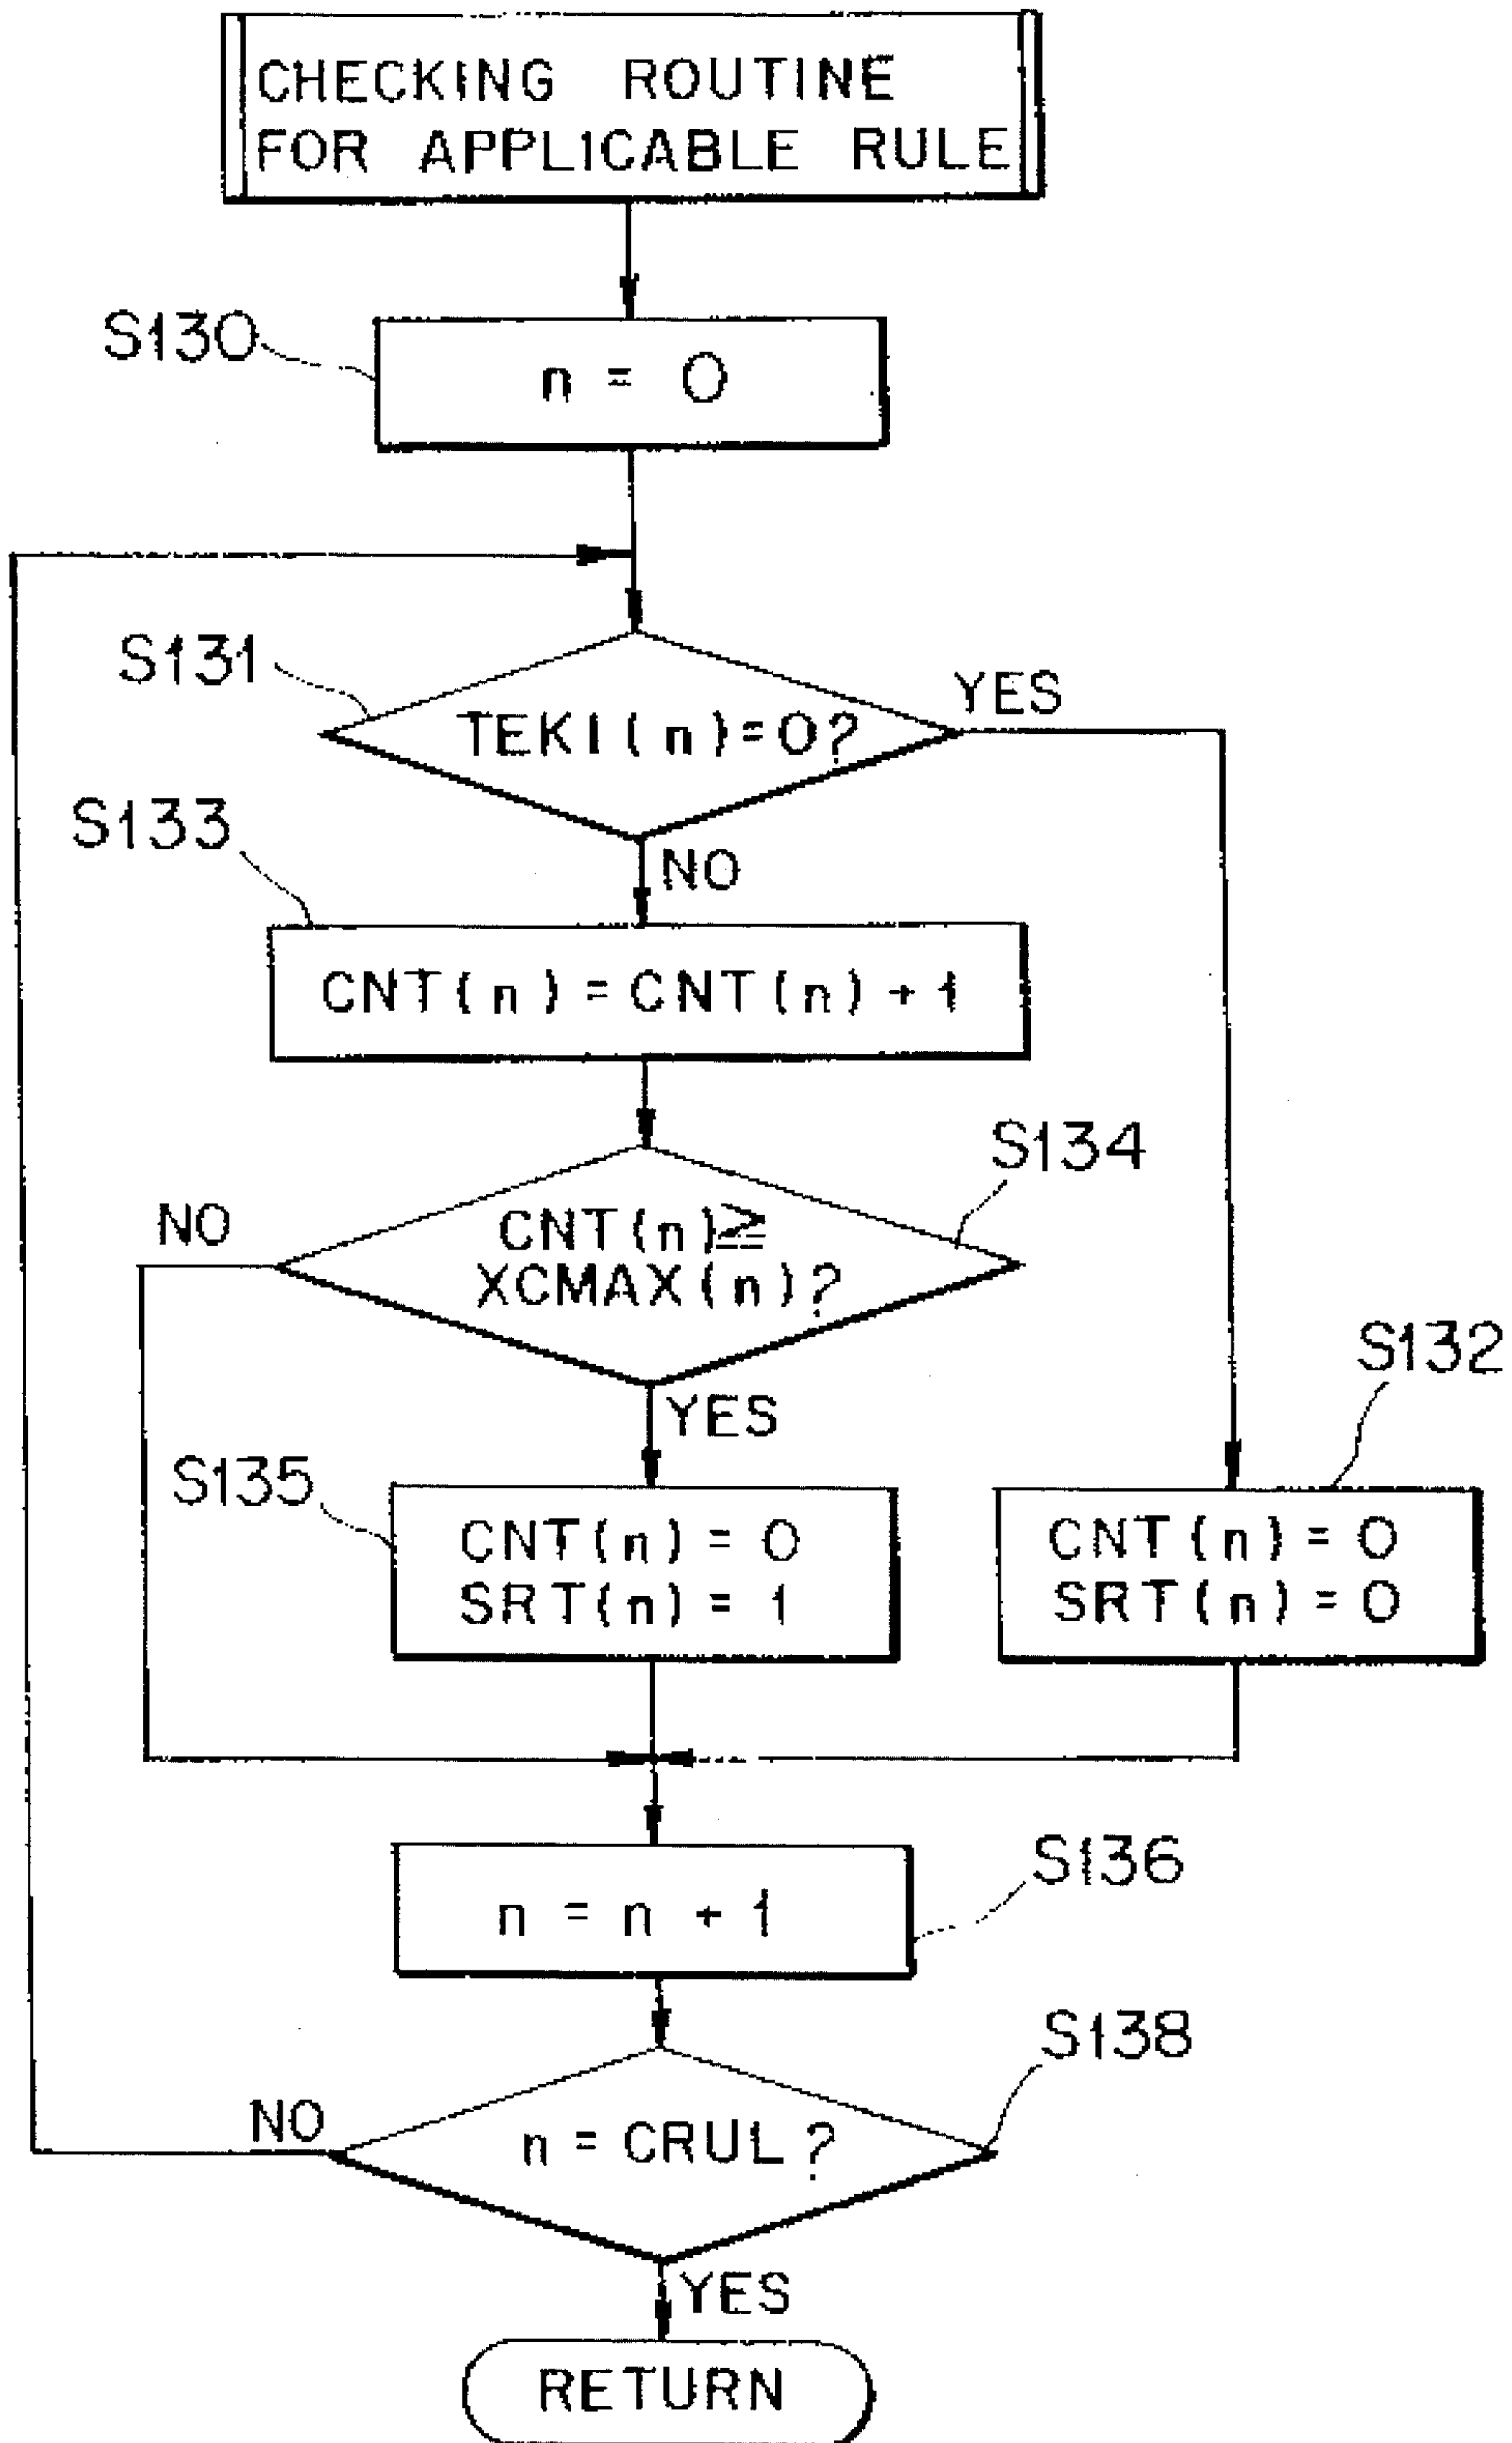 CHECKING ROUTINE
FOR APPLICABLE RULE
S130
n = 0
S131
TEKI(n)=0?
YES
S133
NO
CNT(n)=CNT(n)+1
S134
NO
CNT(n)≧
XCMAX(n)?
YES
S132
S135
CNT(n)=0
SRT(n)=1
CNT(n)=0
SRT(n)=0
S136
n = n + 1
S138
NO
n = CRUL?
YES
RETURN